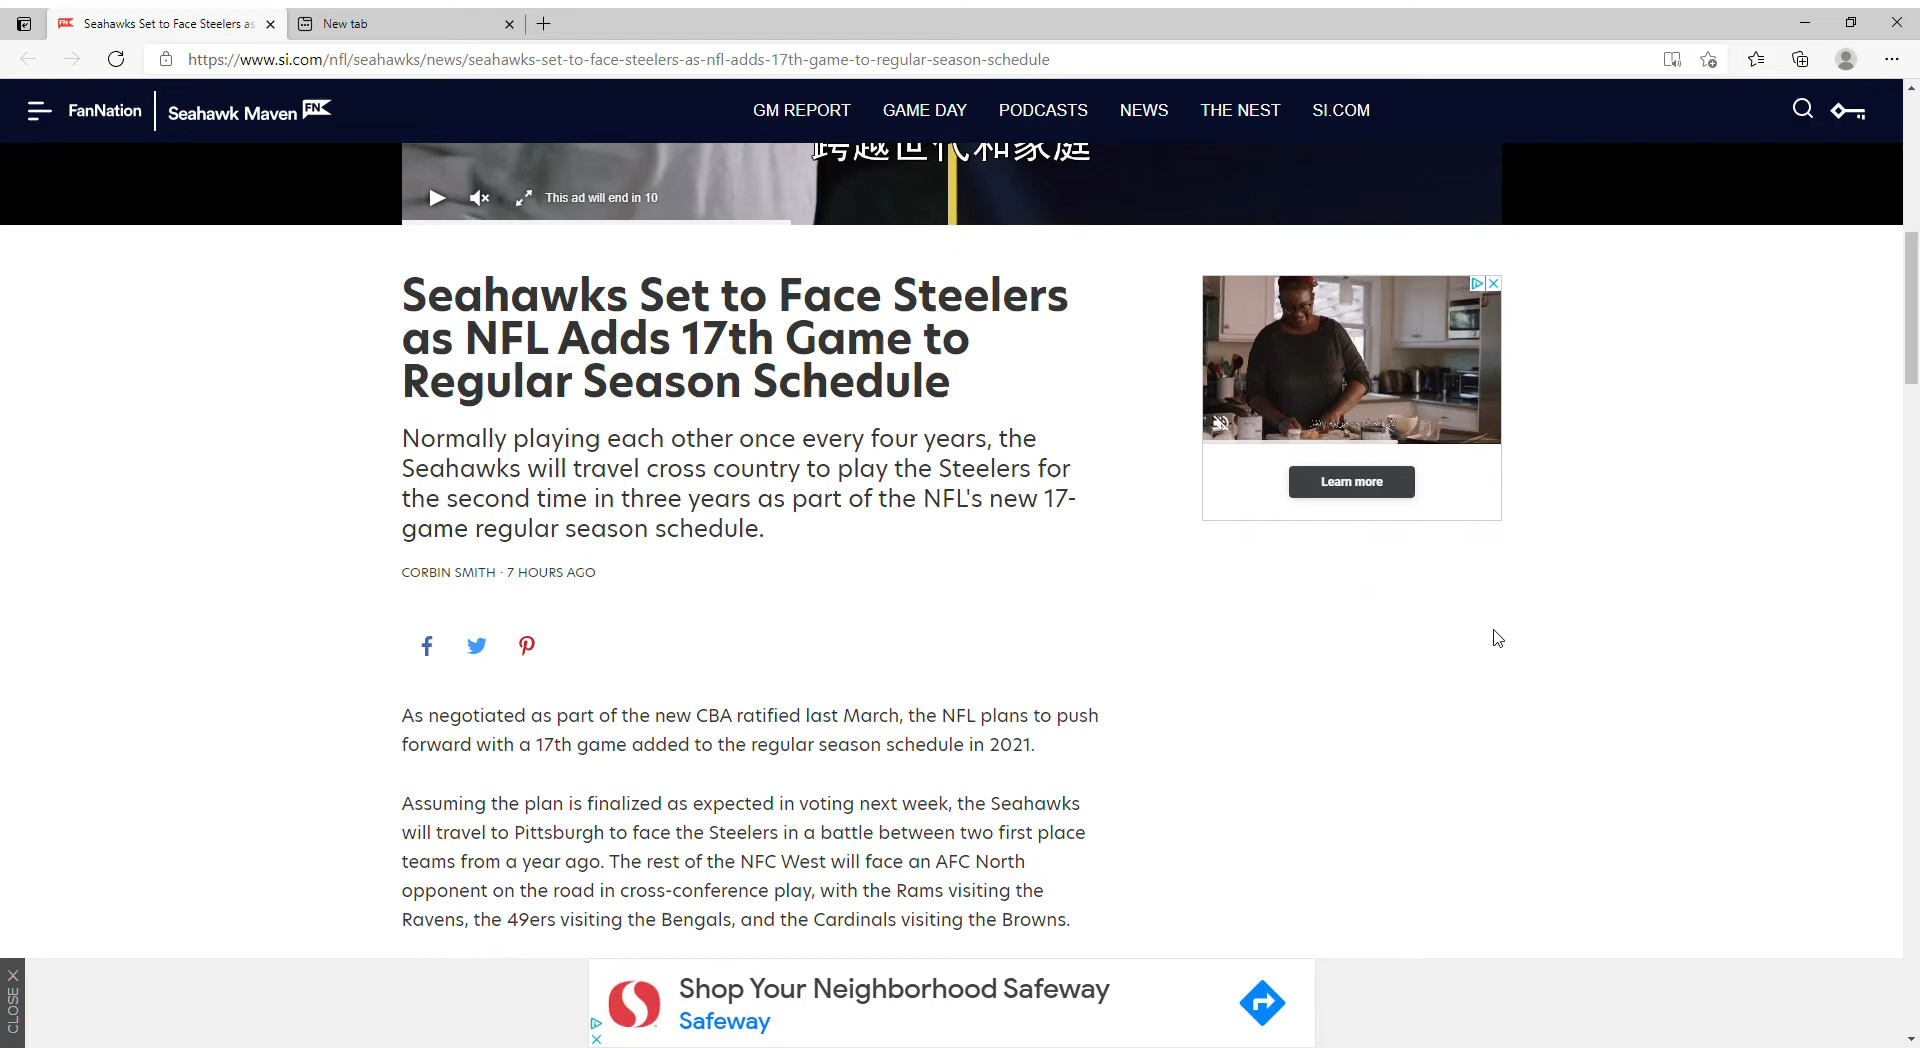 Seahawks Set to Face Steelers as
New tab
https://www.si.com/nfl/seahawks/news/seahawks-set-to-face-steelers-as-nfl-adds-17th-game-to-regular-season-schedule
FanNation
Seahawk Maven FN
GM REPORT GAME DAY PODCASTS NEWS THE NEST SI.COM
跨越世代和家庭
This ad will end in 10
Seahawks Set to Face Steelers
as NFL Adds 17th Game to
Regular Season Schedule
Normally playing each other once every four years, the
Seahawks will travel cross country to play the Steelers for
the second time in three years as part of the NFL's new 17-
game regular season schedule.
CORBIN SMITH · 7 HOURS AGO
Learn more
As negotiated as part of the new CBA ratified last March, the NFL plans to push
forward with a 17th game added to the regular season schedule in 2021.
Assuming the plan is finalized as expected in voting next week, the Seahawks
will travel to Pittsburgh to face the Steelers in a battle between two first place
teams from a year ago. The rest of the NFC West will face an AFC North
opponent on the road in cross-conference play, with the Rams visiting the
Ravens, the 49ers visiting the Bengals, and the Cardinals visiting the Browns.
CLOSE X
Shop Your Neighborhood Safeway
Safeway